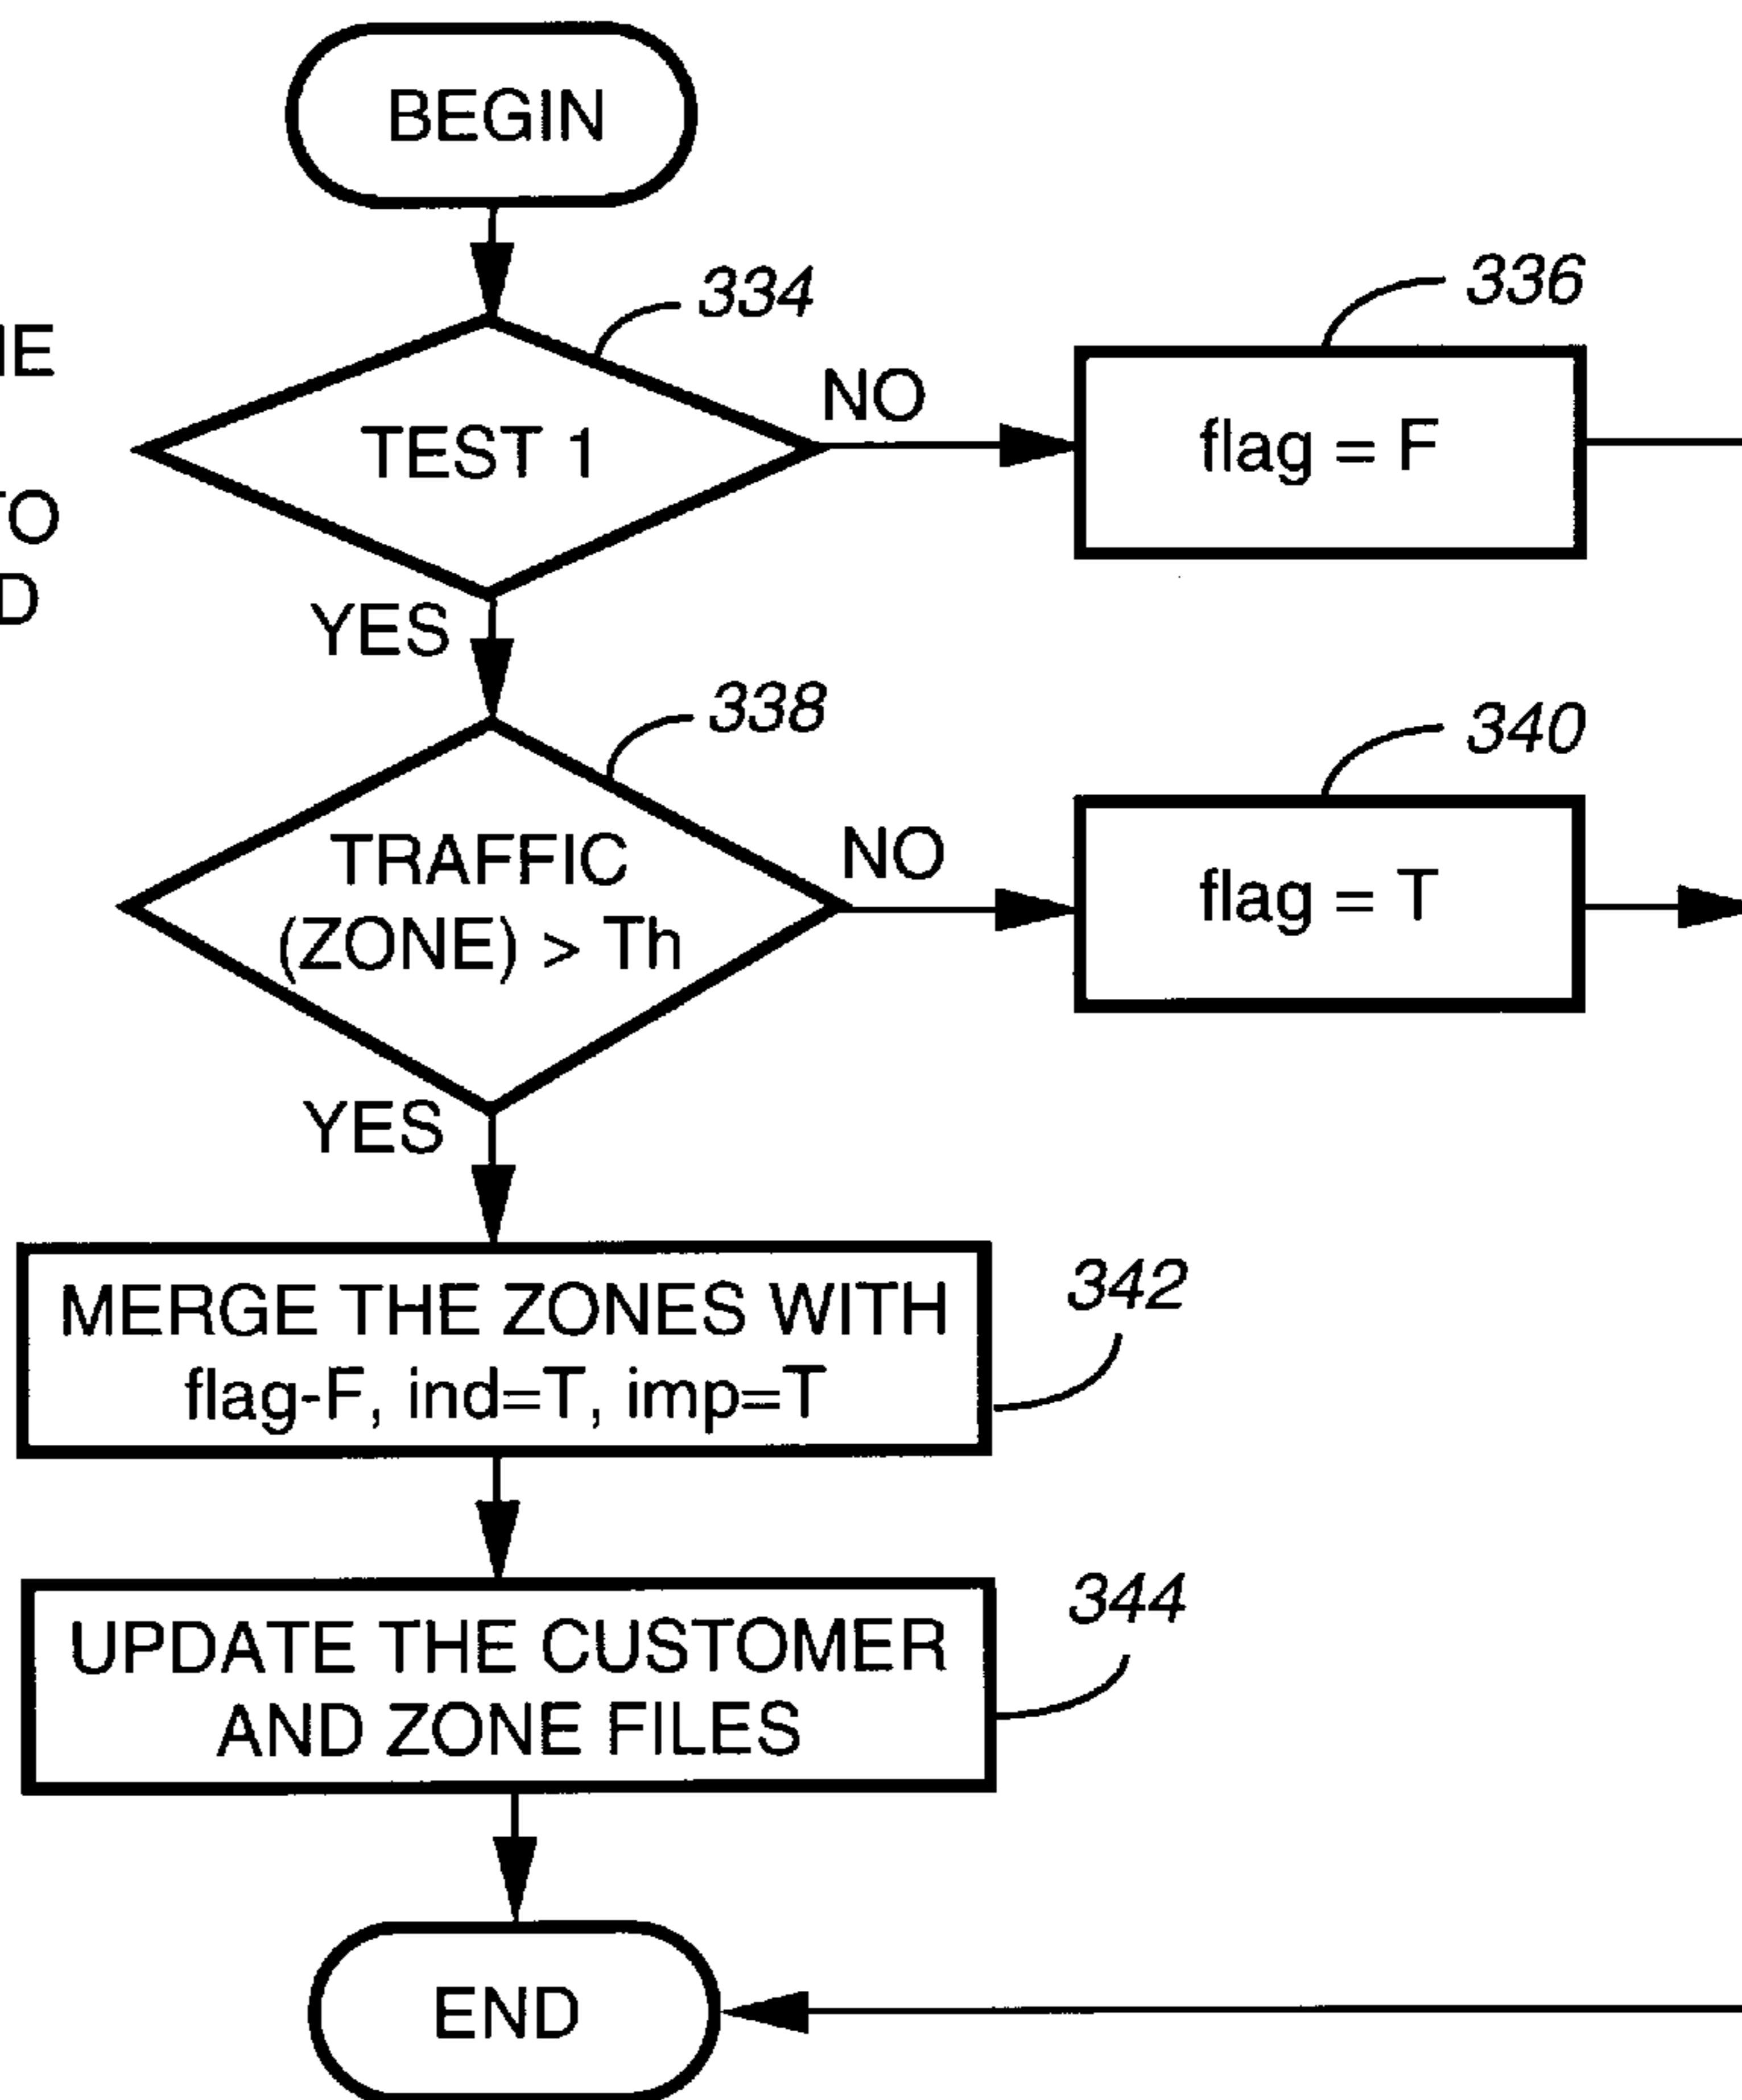 BEGIN
334
336
TEST 1
NO
flag = F
YES
338
340
TRAFFIC
(ZONE) > Th
NO
flag = T
YES
MERGE THE ZONES WITH
flag-F, ind=T, imp=T
342
UPDATE THE CUSTOMER
AND ZONE FILES
344
END